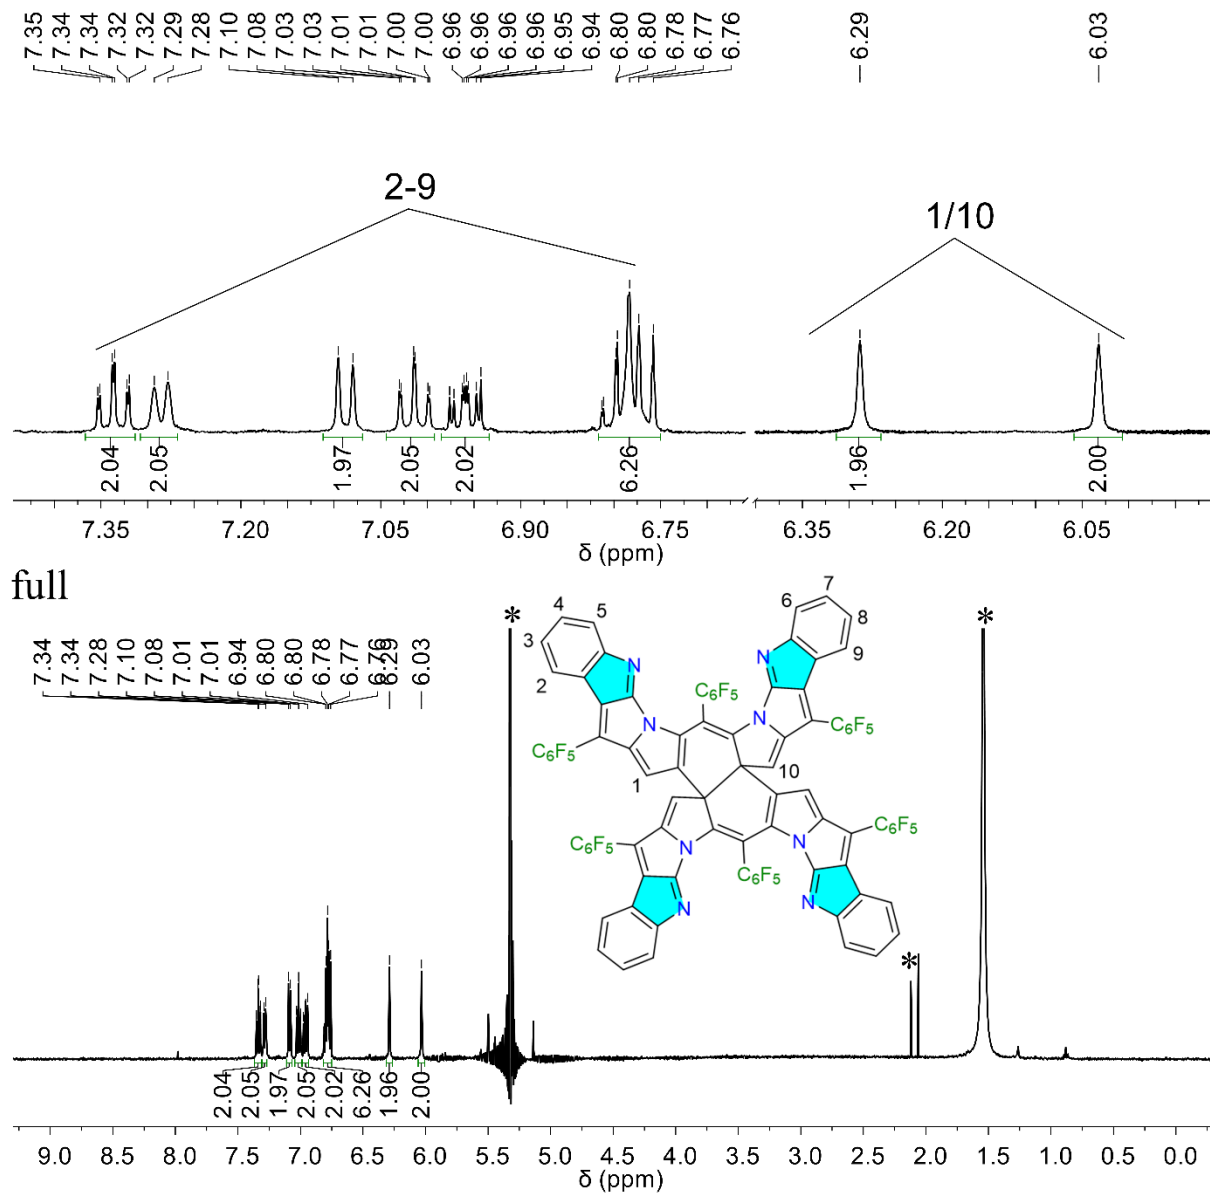 7.35 7.34 7.34 7.32 7.32 7.29 7.28 7.10 7.08 7.03 7.03 7.01 7.01 7.00 7.00 6.96 6.96 6.96 6.96 6.95 6.94 6.80 6.80 6.78 6.77 6.76 6.29 6.03
2-9
1/10
2.04 2.05 1.97 2.05 2.02 6.26 1.96 2.00
7.35 7.20 7.05 6.90 6.75 6.35 6.20 6.05
δ (ppm)
full
7.34 7.34 7.28 7.10 7.08 7.01 7.01 6.94 6.80 6.80 6.78 6.77 6.76 6.29 6.03
* *
4 5 6 7
3 8
2 N N 9
C₆F₅
N N
C₆F₅ C₆F₅
1 10
C₆F₅ C₆F₅
N N
C₆F₅
N N
*
2.04 2.05 1.97 2.05 2.02 6.26 1.96 2.00
9.0 8.5 8.0 7.5 7.0 6.5 6.0 5.5 5.0 4.5 4.0 3.5 3.0 2.5 2.0 1.5 1.0 0.5 0.0
δ (ppm)